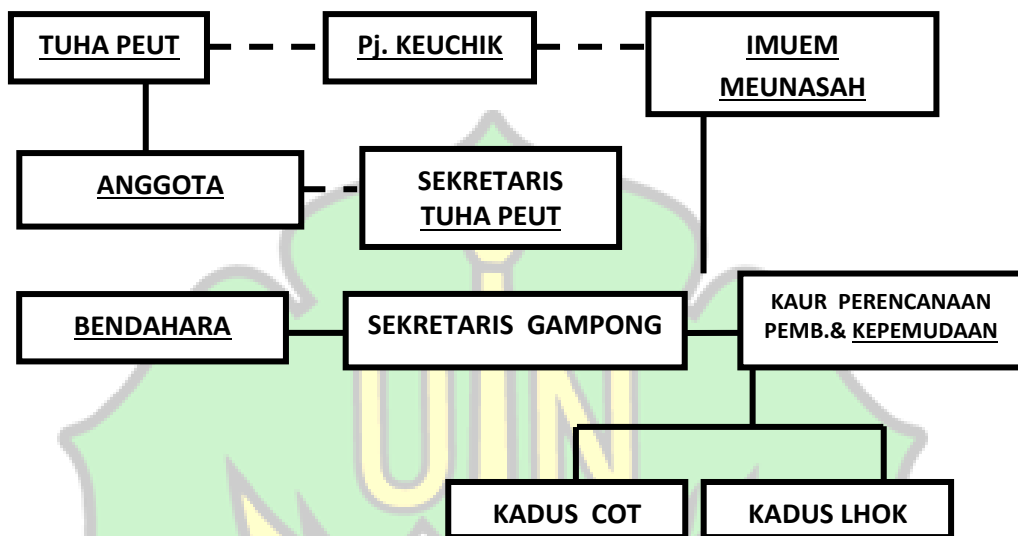 TUHA PEUT
Pj. KEUCHIK
IMUEM
MEUNASAH
ANGGOTA
SEKRETARIS
TUHA PEUT
BENDAHARA
SEKRETARIS GAMPONG
KAUR PERENCANAAN
PEMB.& KEPEMUDAAN
UIN
KADUS COT
KADUS LHOK